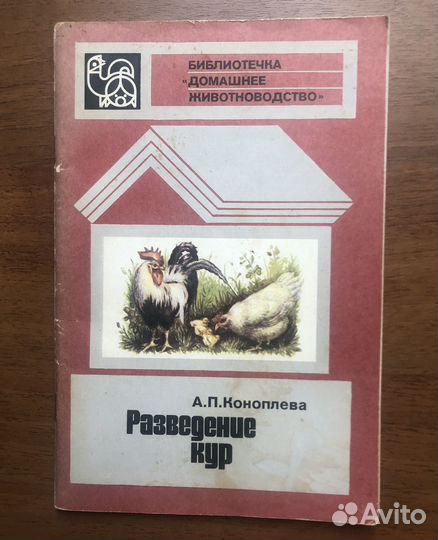 БИБЛИОТЕЧКА
«ДОМАШНЕЕ
ЖИВОТНОВОДСТВО»
А.П.Коноплева
Разведение
кур
Avito